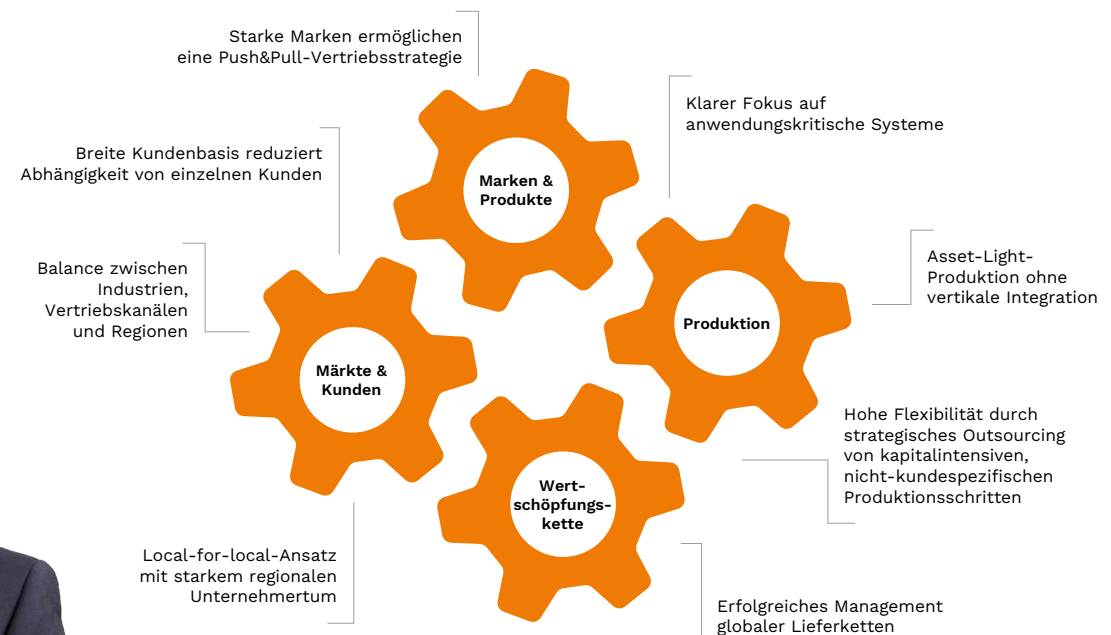 Starke Marken ermöglichen
eine Push&Pull-Vertriebsstrategie
Klarer Fokus auf
anwendungskritische Systeme
Breite Kundenbasis reduziert
Abhängigkeit von einzelnen Kunden
Marken &
Produkte
Balance zwischen
Industrien,
Vertriebskanälen
und Regionen
Asset-Light-
Produktion ohne
vertikale Integration
Produktion
Märkte &
Kunden
Hohe Flexibilität durch
strategisches Outsourcing
von kapitalintensiven,
nicht-kundespezifischen
Produktionsschritten
Wert-
schöpfungs-
kette
Local-for-local-Ansatz
mit starkem regionalen
Unternehmertum
Erfolgreiches Management
globaler Lieferketten